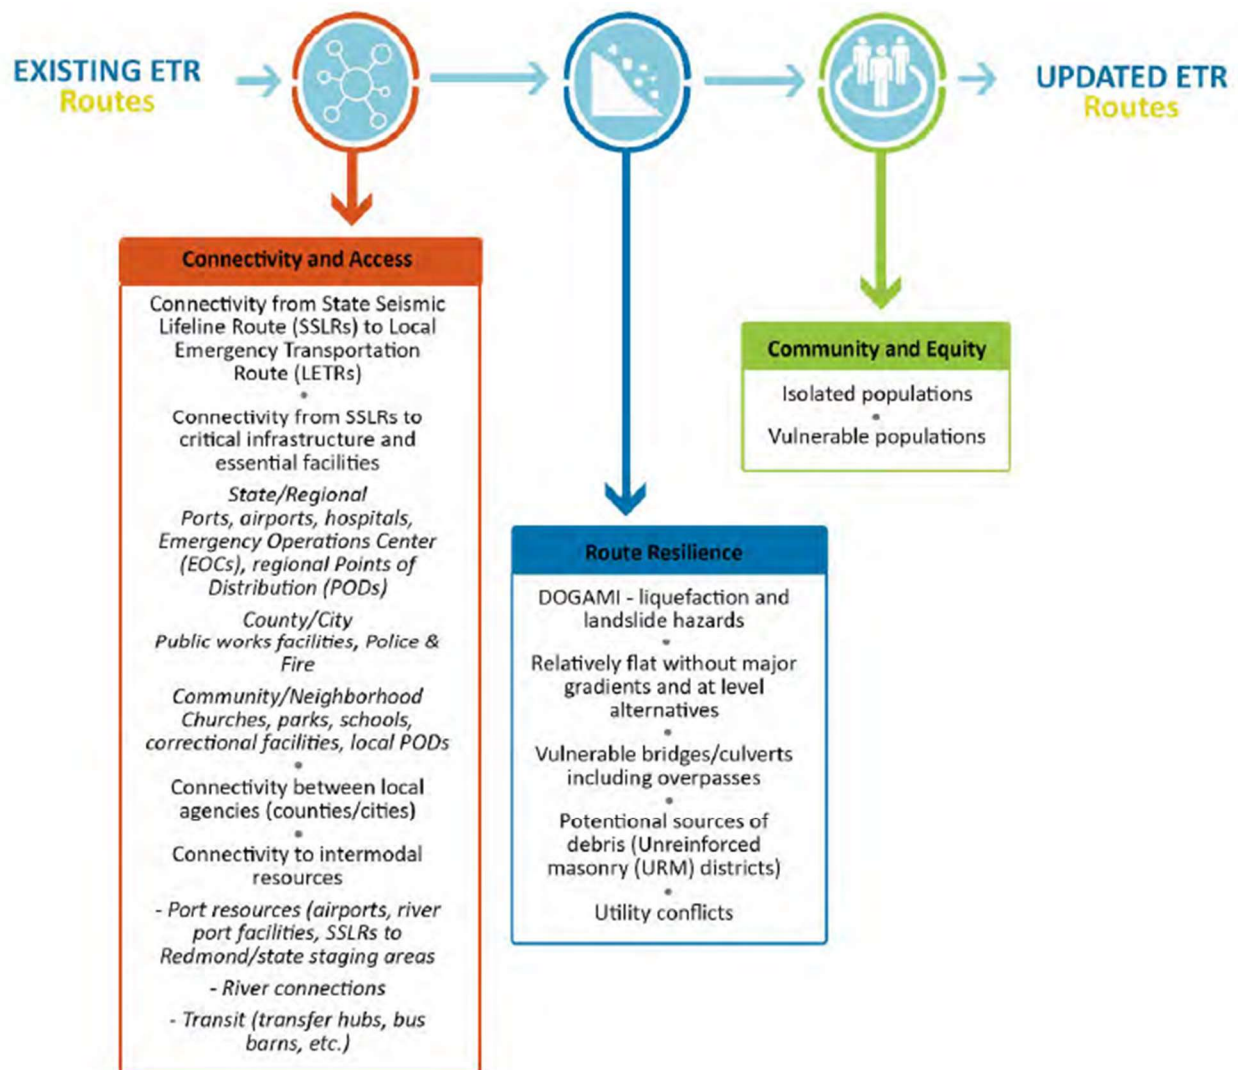 EXISTING ETR
Routes
UPDATED ETR
Routes
Connectivity and Access
Connectivity from State Seismic
Lifeline Route (SSLRs) to Local
Emergency Transportation
Route (LETRs)
•
Connectivity from SSLRs to
critical infrastructure and
essential facilities
State/Regional
Ports, airports, hospitals,
Emergency Operations Center
(EOCs), regional Points of
Distribution (PODs)
County/City
Public works facilities, Police &
Fire
Community/Neighborhood
Churches, parks, schools,
correctional facilities, local PODs
•
Connectivity between local
agencies (counties/cities)
•
Connectivity to intermodal
resources
- Port resources (airports, river
port facilities, SSLRs to
Redmond/state staging areas
- River connections
- Transit (transfer hubs, bus
barns, etc.)
Route Resilience
DOGAMI - liquefaction and
landslide hazards
•
Relatively flat without major
gradients and at level
alternatives
•
Vulnerable bridges/culverts
including overpasses
•
Potentional sources of
debris (Unreinforced
masonry (URM) districts)
•
Utility conflicts
Community and Equity
Isolated populations
•
Vulnerable populations